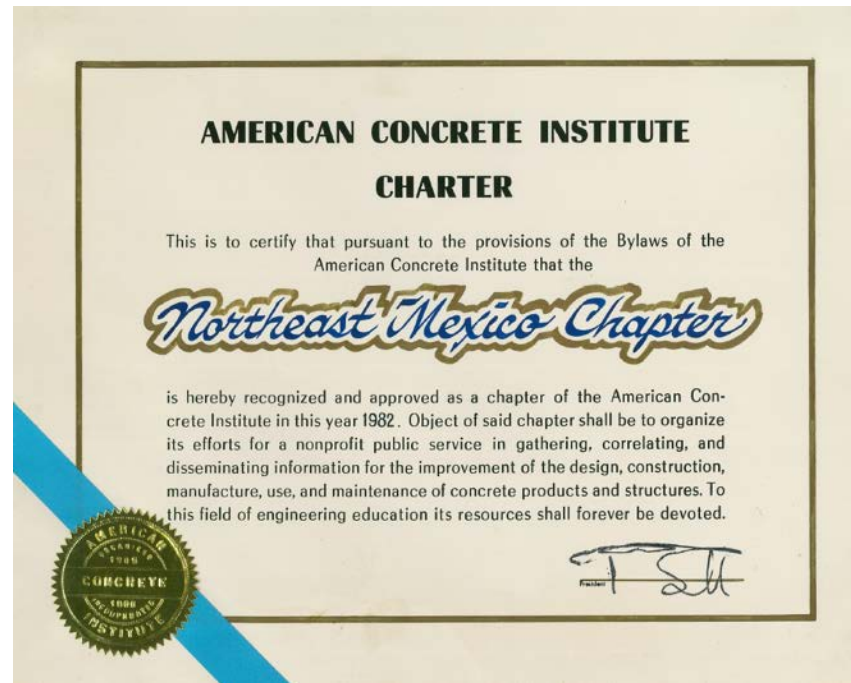 AMERICAN CONCRETE INSTITUTE
CHARTER
This is to certify that pursuant to the provisions of the Bylaws of the
American Concrete Institute that the
Northeast Mexico Chapter
is hereby recognized and approved as a chapter of the American Con-
crete Institute in this year 1982. Object of said chapter shall be to organize
its efforts for a nonprofit public service in gathering, correlating, and
disseminating information for the improvement of the design, construction,
manufacture, use, and maintenance of concrete products and structures. To
this field of engineering education its resources shall forever be devoted.
President
AMERICAN
ORGANIZED
1905
CONCRETE
1906
INCORPORATED
INSTITUTE